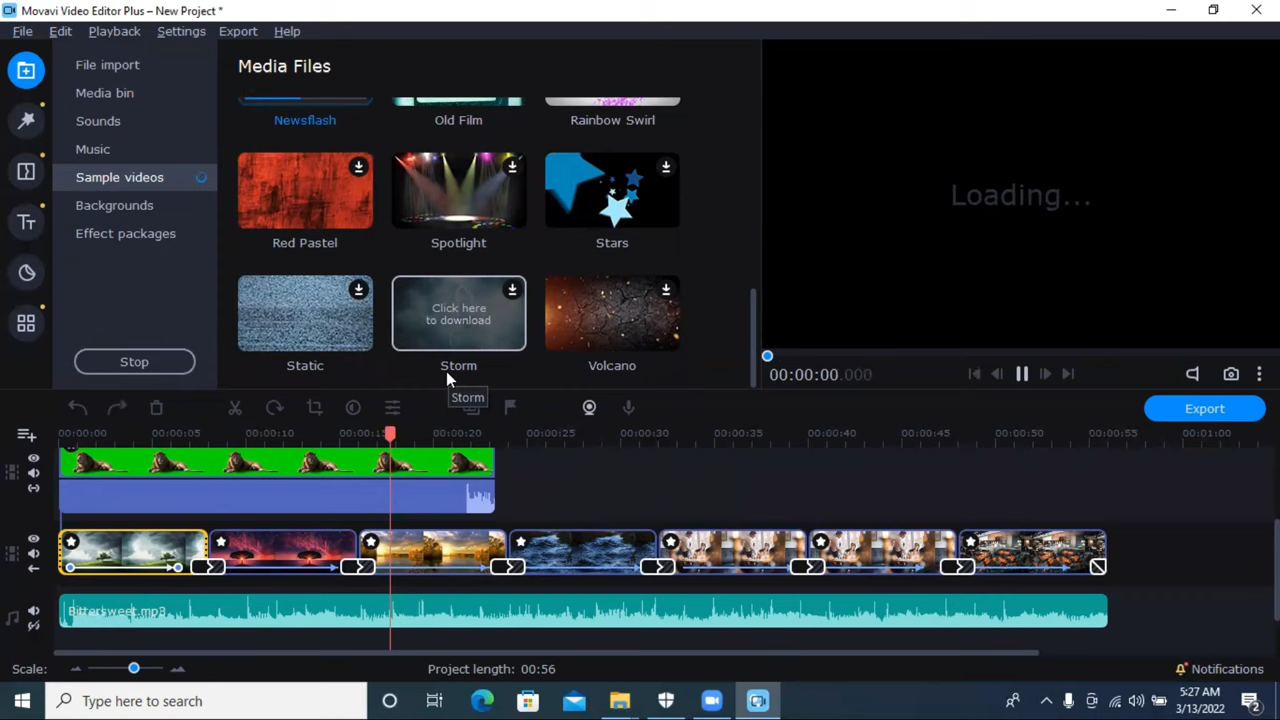 Movavi Video Editor Plus – New Project *
File Edit Playback Settings Export Help
File import
Media bin
Sounds
Music
Sample videos
Backgrounds
Effect packages
Stop
Media Files
Newsflash Old Film Rainbow Swirl
Red Pastel Spotlight Stars
Click here
to download
Static Storm Volcano
Storm
Loading...
00:00:00.000
Export
00:00:00 00:00:05 00:00:10 00:00:15 00:00:20 00:00:25 00:00:30 00:00:35 00:00:40 00:00:45 00:00:50 00:00:55 00:01:00
Bittersweet.mp3
Scale: Project length: 00:56 Notifications
Type here to search
5:27 AM
3/13/2022
2